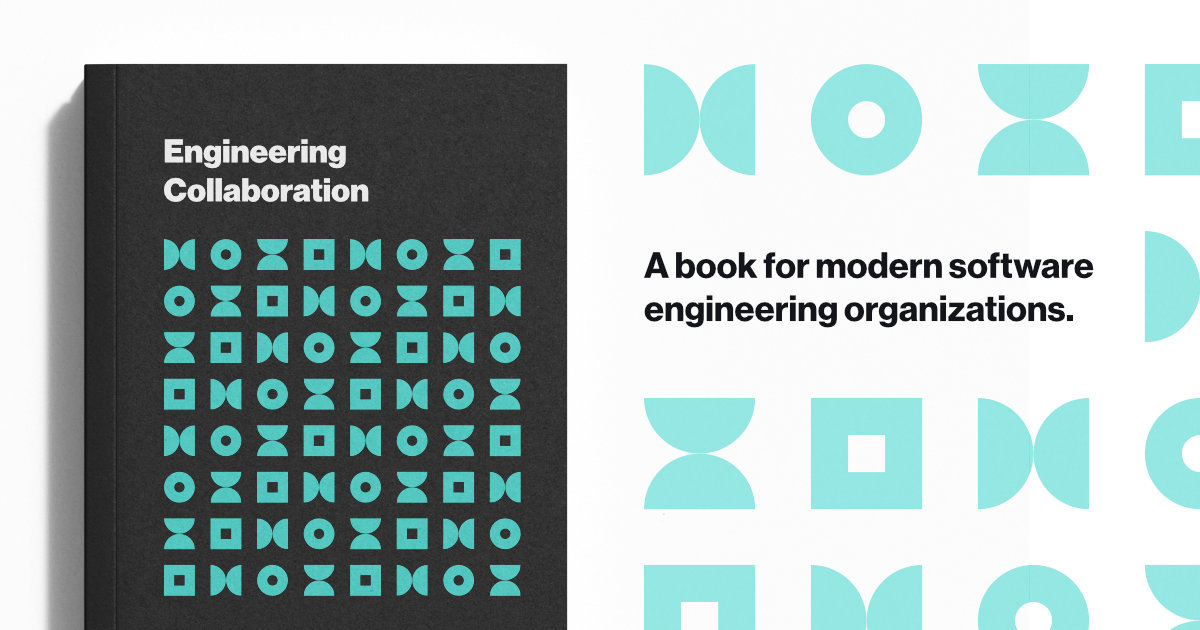 Engineering
Collaboration
A book for modern software
engineering organizations.